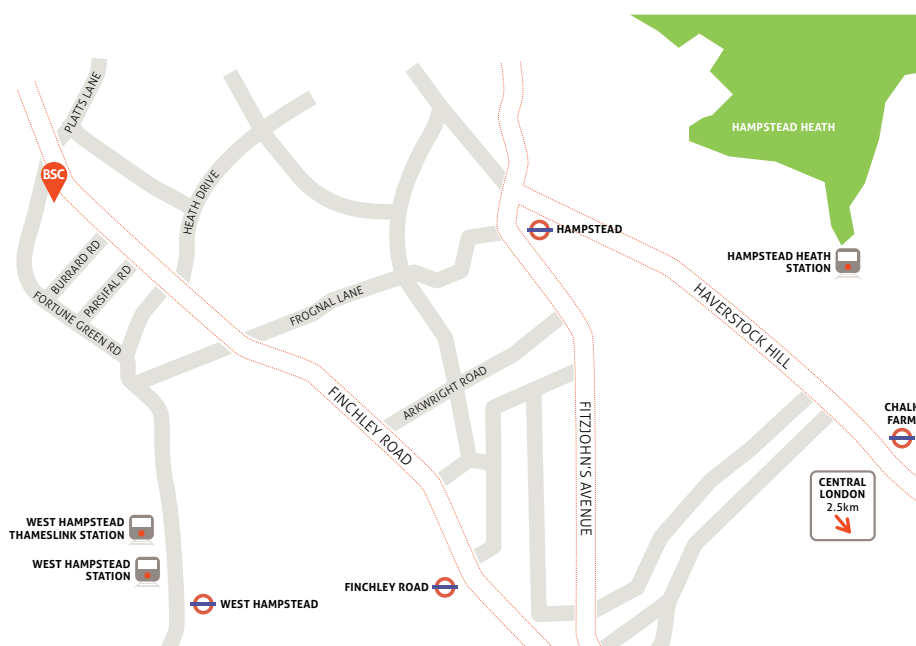 PLATTS LANE
HAMPSTEAD HEATH
BSC
HEATH DRIVE
HAMPSTEAD
HAMPSTEAD HEATH
STATION
BURRARD RD
PARSIFAL RD
FORTUNE GREEN RD
FROGNAL LANE
HAVERSTOCK HILL
ARKWRIGHT ROAD
FINCHLEY ROAD
FITZJOHN'S AVENUE
CHALK
FARM
CENTRAL
LONDON
2.5km
WEST HAMPSTEAD
THAMESLINK STATION
WEST HAMPSTEAD
STATION
FINCHLEY ROAD
WEST HAMPSTEAD